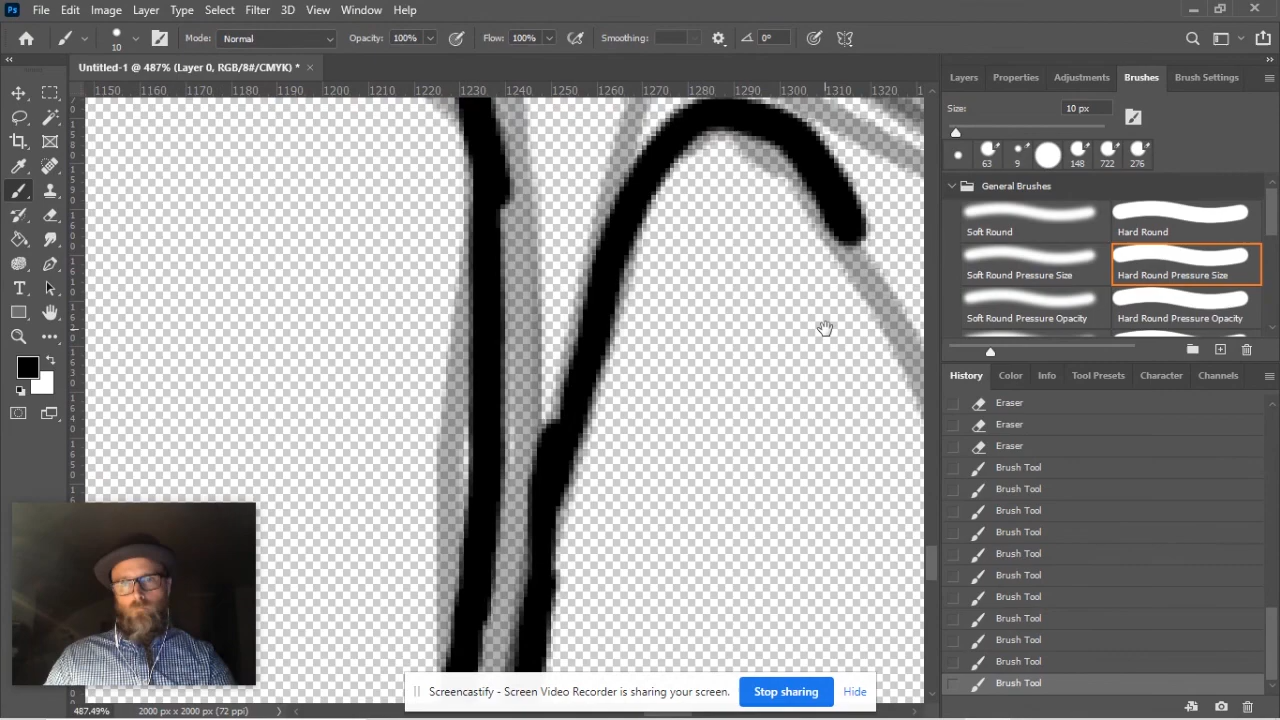 Ps File Edit Image Layer Type Select Filter 3D View Window Help
10 Mode: Normal Opacity: 100% Flow: 100% Smoothing: 0°
Untitled-1 @ 487% (Layer 0, RGB/8#/CMYK) * ×
1150 1160 1170 1180 1190 1200 1210 1220 1230 1240 1250 1260 1270 1280 1290 1300 1310 1320
Layers Properties Adjustments Brushes Brush Settings
Size: 10 px
63 9 148 722 276
General Brushes
Soft Round Hard Round
Soft Round Pressure Size Hard Round Pressure Size
Soft Round Pressure Opacity Hard Round Pressure Opacity
History Color Info Tool Presets Character Channels
Eraser
Eraser
Eraser
Brush Tool
Brush Tool
Brush Tool
Brush Tool
Brush Tool
Brush Tool
Brush Tool
Brush Tool
Brush Tool
Brush Tool
Brush Tool
Screencastify - Screen Video Recorder is sharing your screen. Stop sharing Hide
487.49% 2000 px x 2000 px (72 ppi)